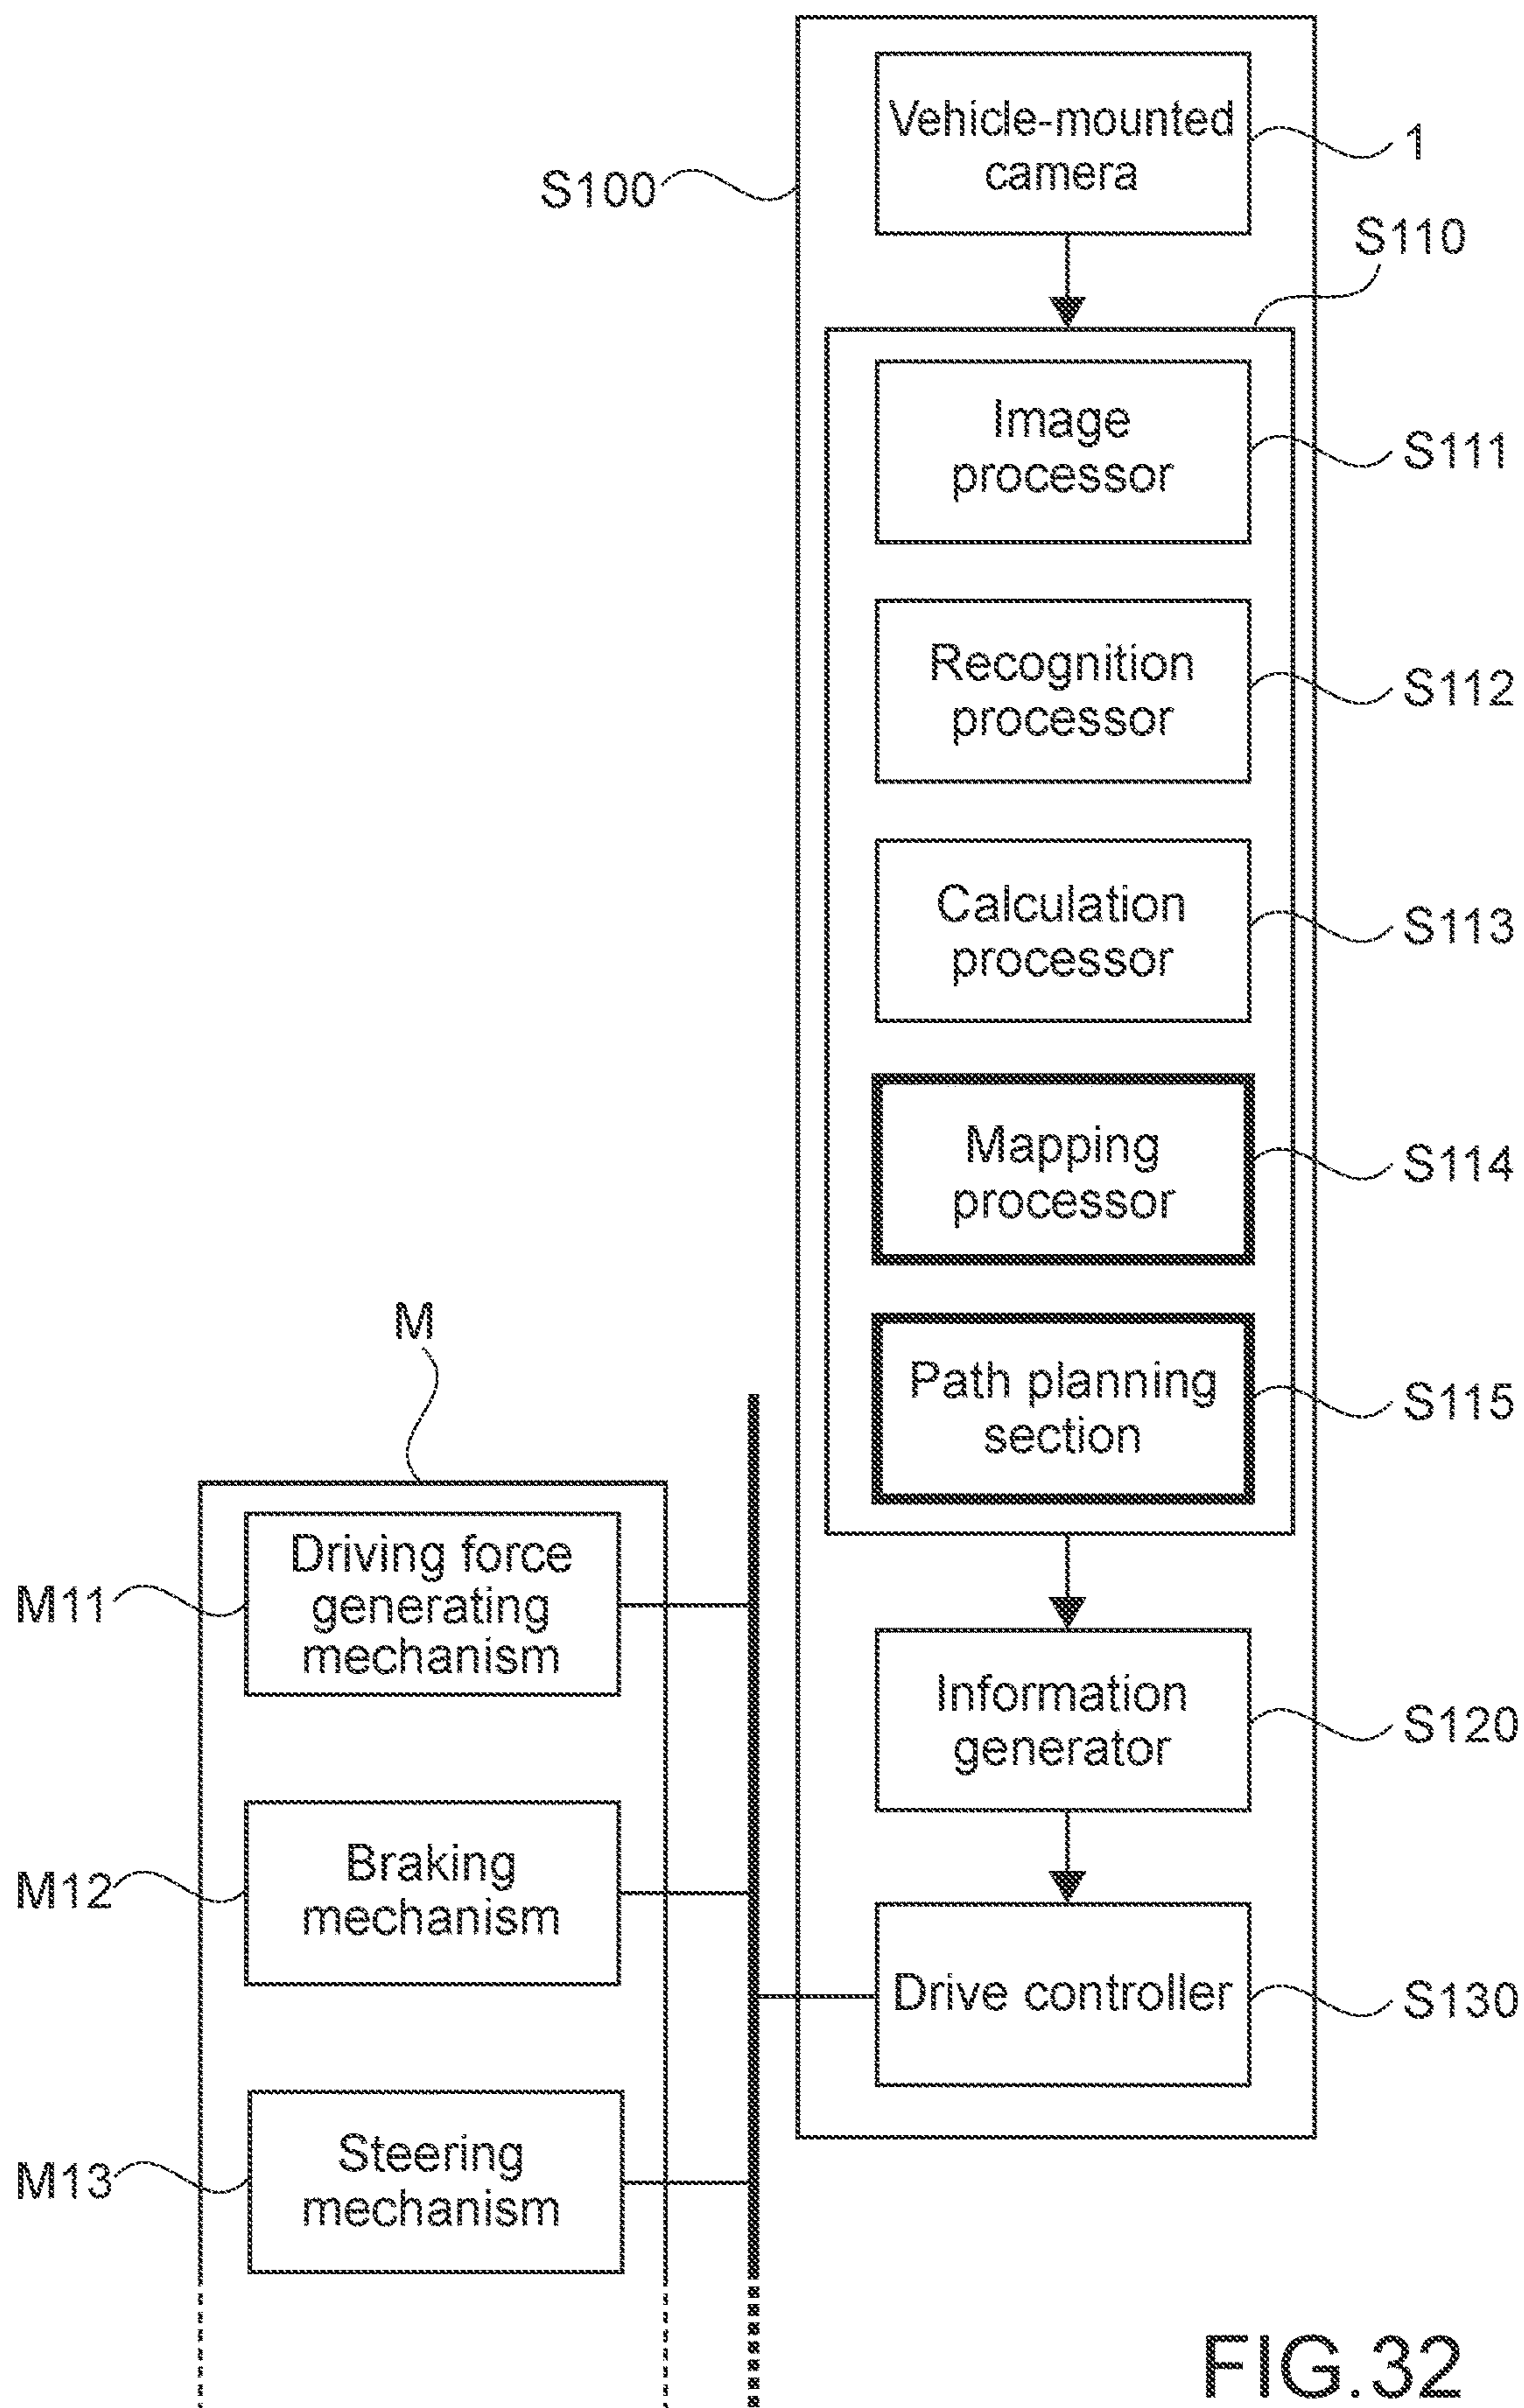 Vehicle-mounted
camera
1
S100
S110
Image
processor
S111
Recognition
processor
S112
Calculation
processor
S113
Mapping
processor
S114
Path planning
section
S115
M
Driving force
generating
mechanism
M11
Information
generator
S120
Braking
mechanism
M12
Drive controller
S130
Steering
mechanism
M13
FIG.32